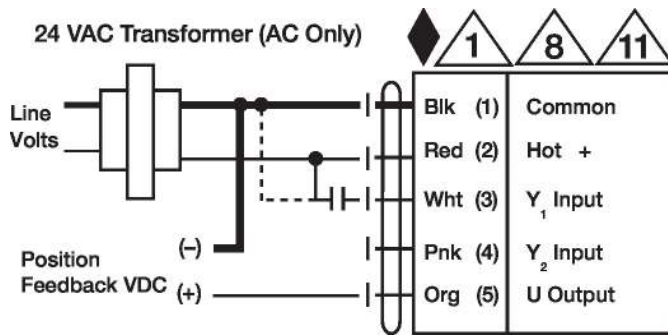 24 VAC Transformer (AC Only)
1 8 11
Line
Volts
Blk (1) Common
Red (2) Hot +
Wht (3) Y₁ Input
Pnk (4) Y₂ Input
Org (5) U Output
Position
Feedback VDC
(–)
(+)